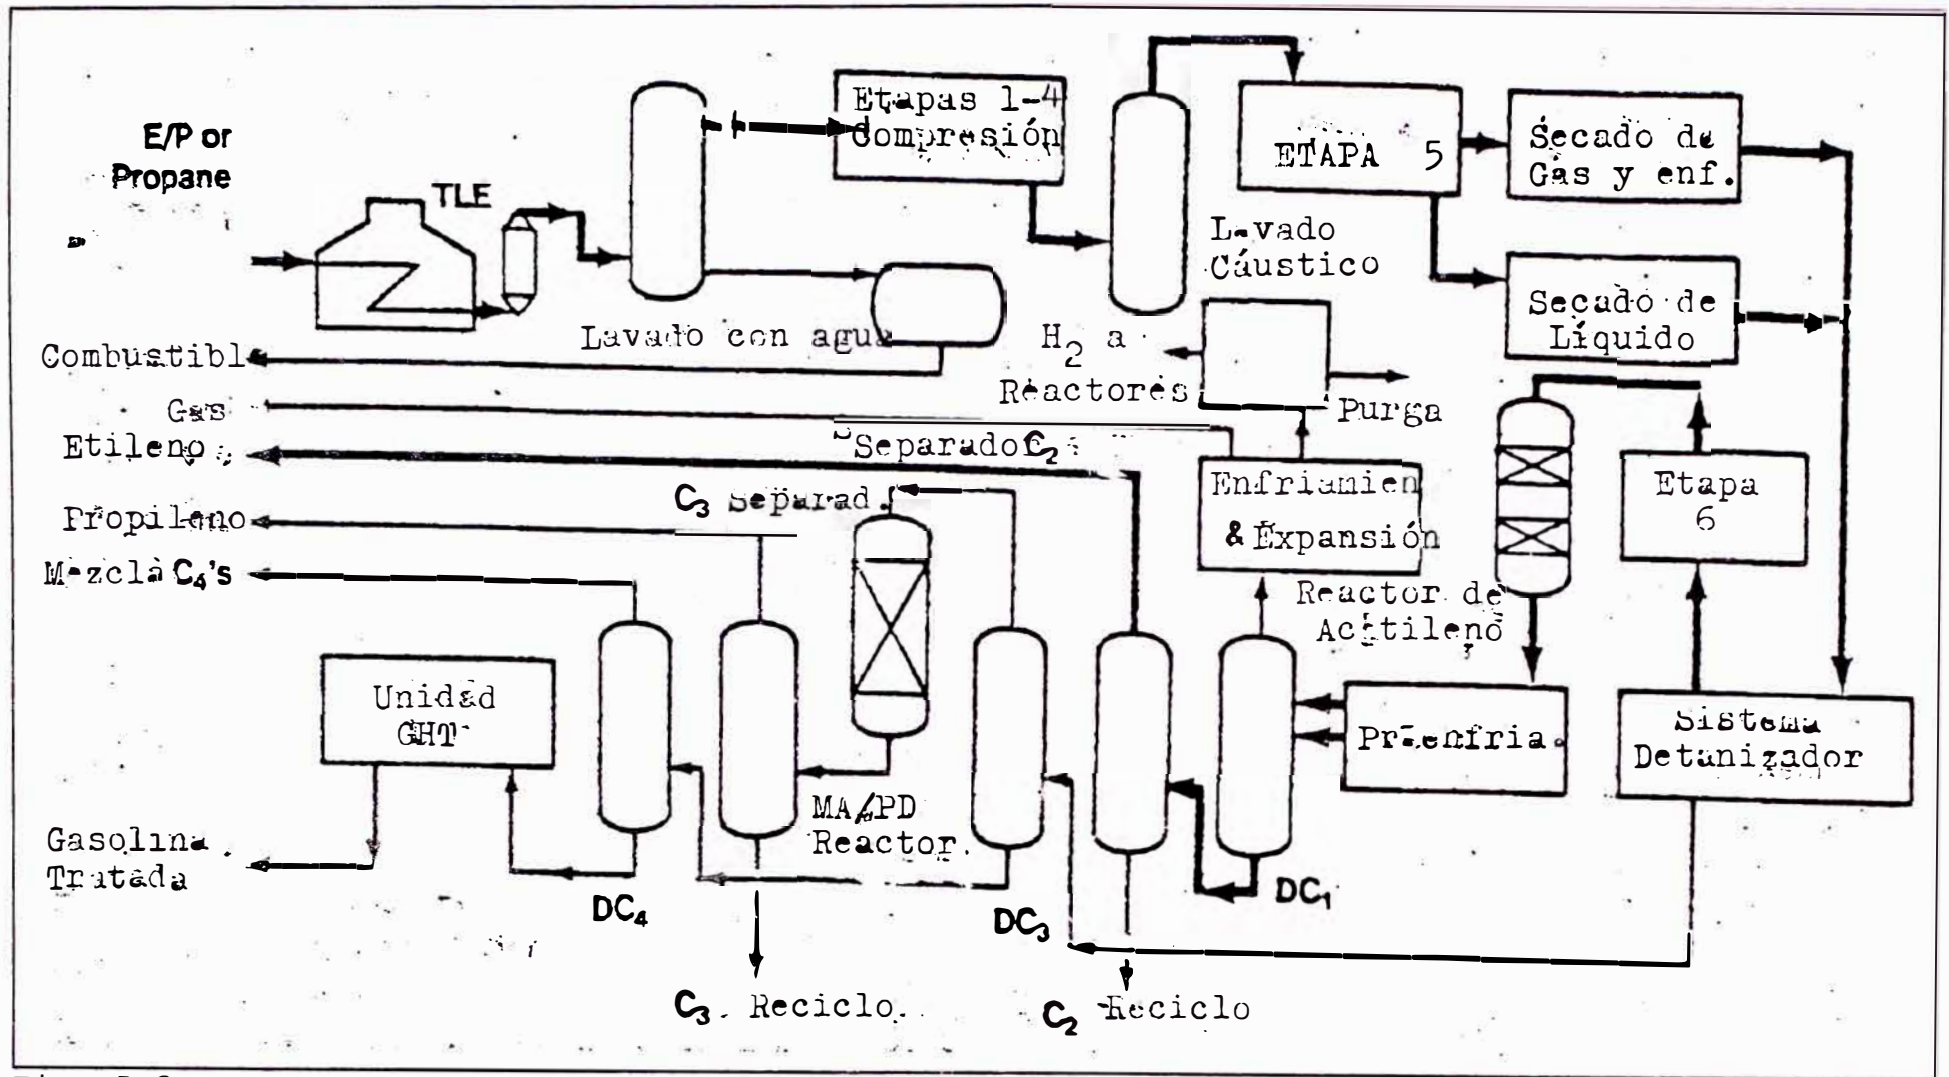 E/P or
Propane
TLE
Etapas 1-4
Compresión
ETAPA 5
Secado de
Gas y enf.
Lavado
Cáustico
Secado de
Líquido
Lavado con agua
H2 a
Reactores
Purga
Combustibl
Gas
Etileno
Separador C2
Enfriamien
& Expansión
Etapa
6
C3 Separad.
Propileno
Mezcla C4's
Reactor de
Acetileno
Unidad
GHT
Preenfria.
Sistema
Detanizador
MA/PD
Reactor.
Gasolina
Tratada
DC4
DC3
DC1
C3 Reciclo
C2 Reciclo